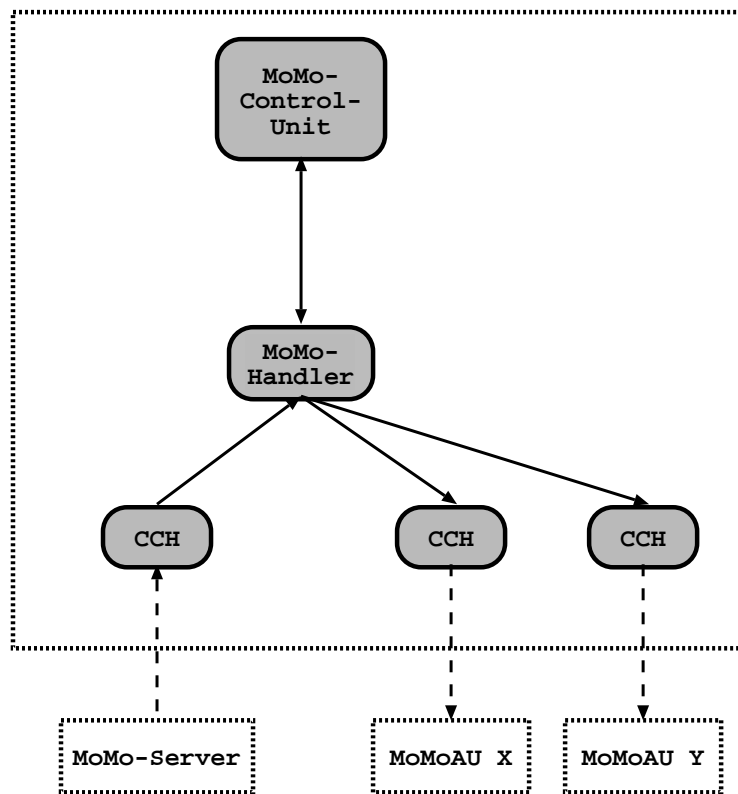 MoMo-
Control-
Unit
MoMo-
Handler
CCH
CCH
CCH
MoMo-Server
MoMoAU X
MoMoAU Y